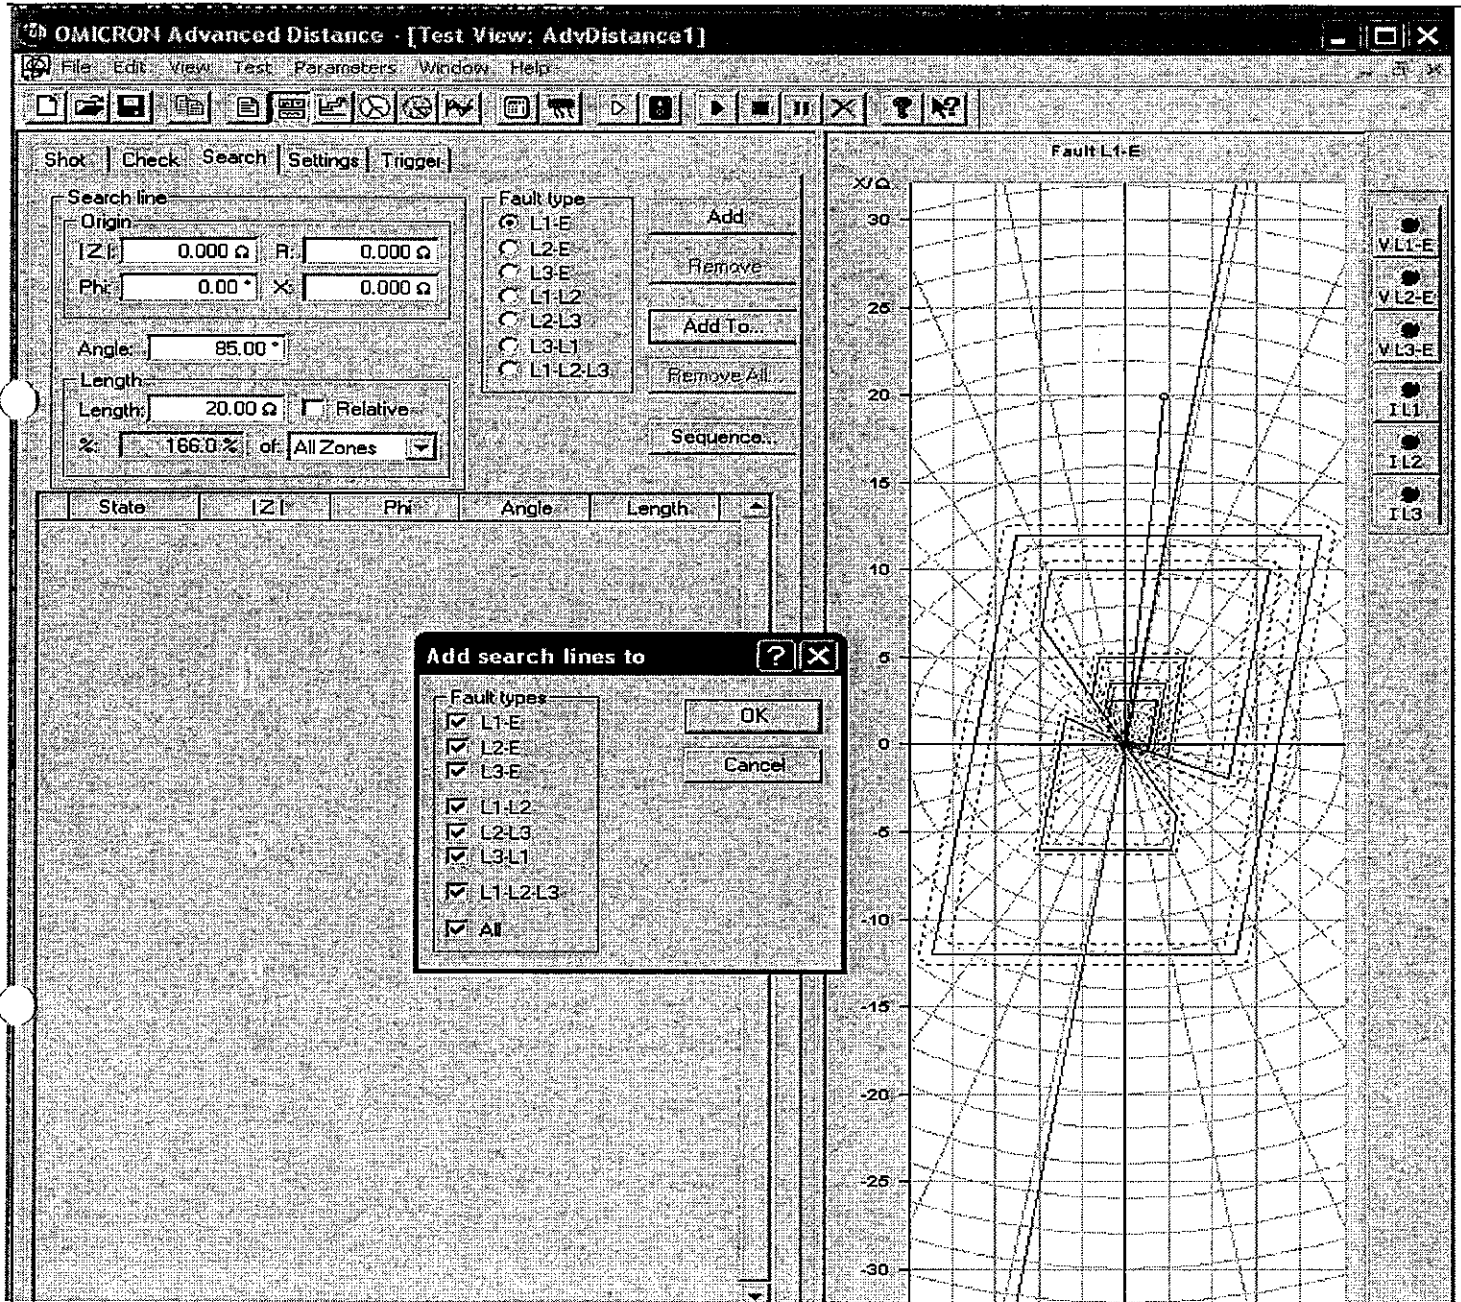 OMICRON Advanced Distance - [Test View: AdvDistance1]
File Edit View Test Parameters Window Help
Shot Check Search Settings Trigger
Search line
Origin
|Z|: 0.000 Ω R: 0.000 Ω
Phi: 0.00 ° X: 0.000 Ω
Angle: 85.00 °
Length
Length: 20.00 Ω Relative
%: 166.0 % of: All Zones
Fault type
L1-E
L2-E
L3-E
L1-L2
L2-L3
L3-L1
L1-L2-L3
Add
Remove
Add To...
Remove All...
Sequence...
State |Z| Phi Angle Length
Add search lines to
Fault types
L1-E
L2-E
L3-E
L1-L2
L2-L3
L3-L1
L1-L2-L3
All
OK
Cancel
Fault L1-E
X/Ω
30
25
20
15
10
5
0
-5
-10
-15
-20
-25
-30
V L1-E
V L2-E
V L3-E
I L1
I L2
I L3